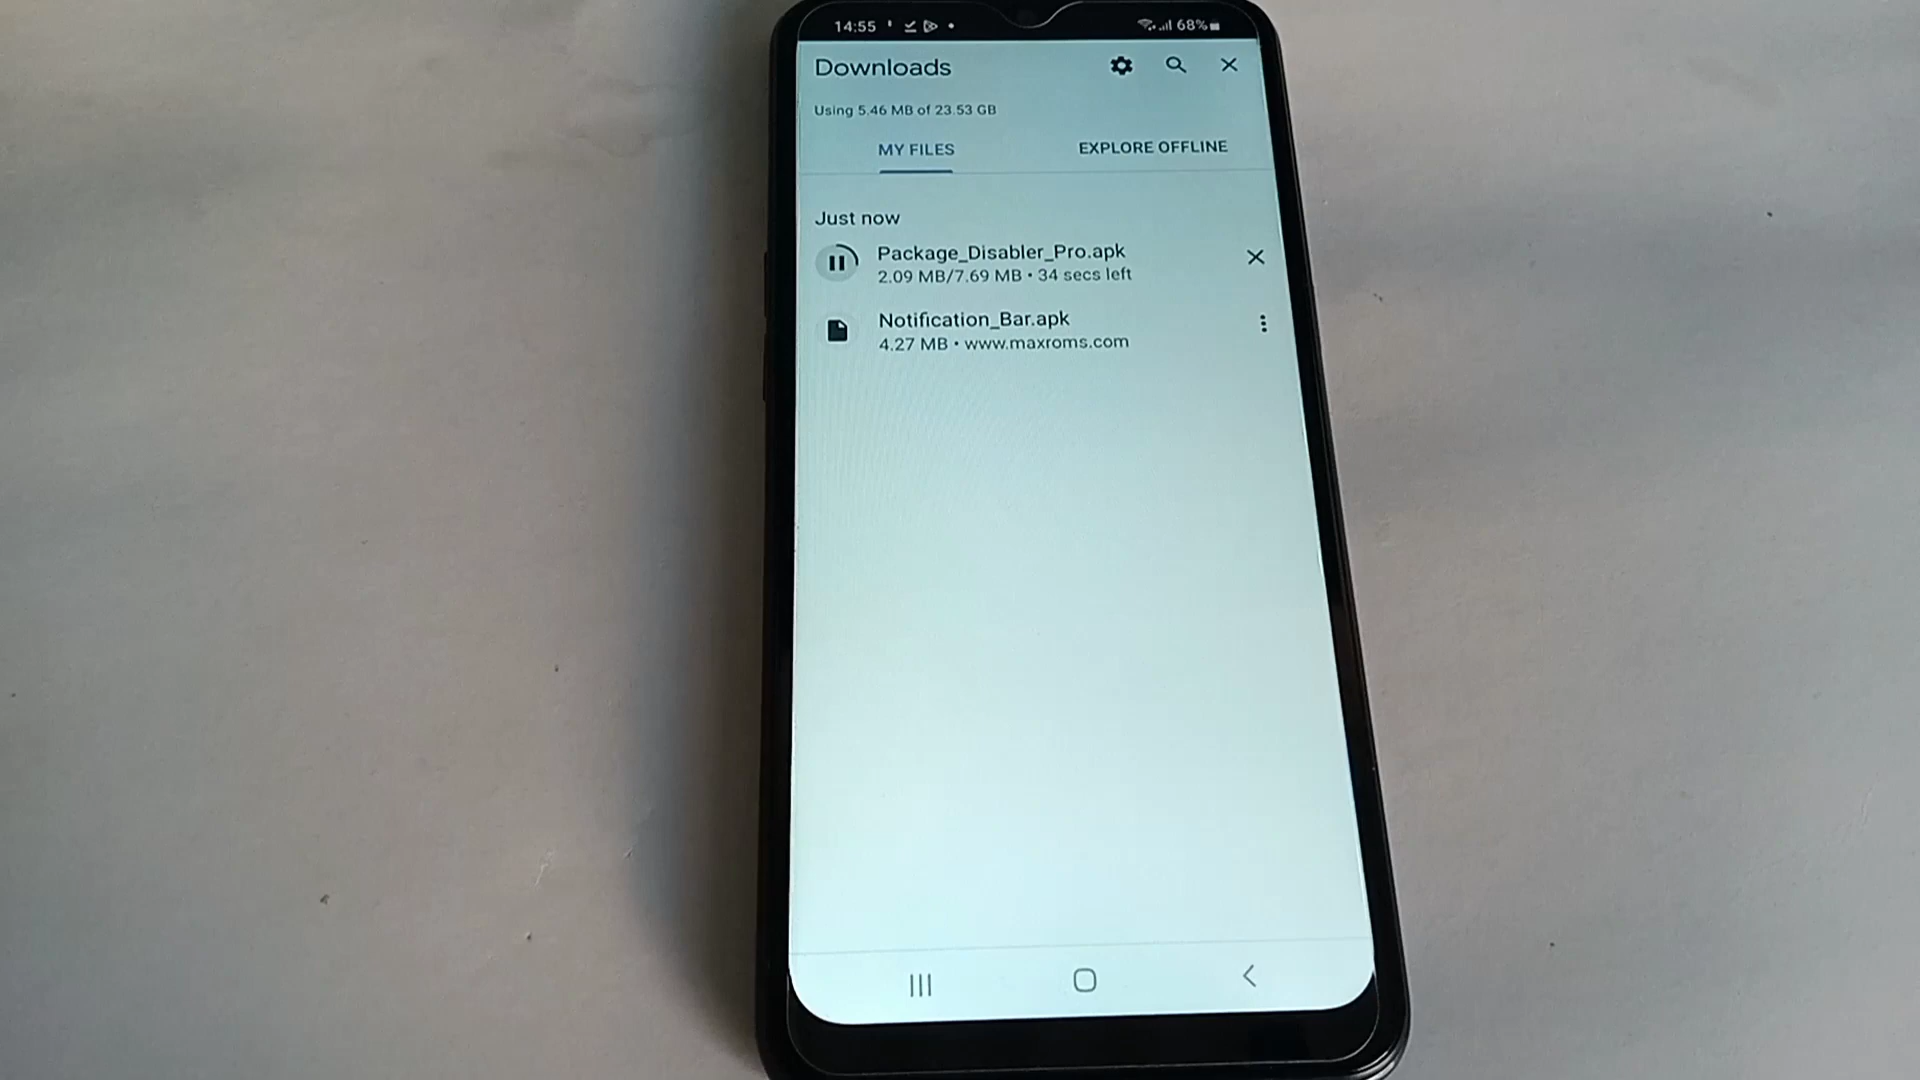 14:55 68%
Downloads
Using 5.46 MB of 23.53 GB
MY FILES EXPLORE OFFLINE
Just now
Package_Disabler_Pro.apk
2.09 MB/7.69 MB • 34 secs left
Notification_Bar.apk
4.27 MB • www.maxroms.com